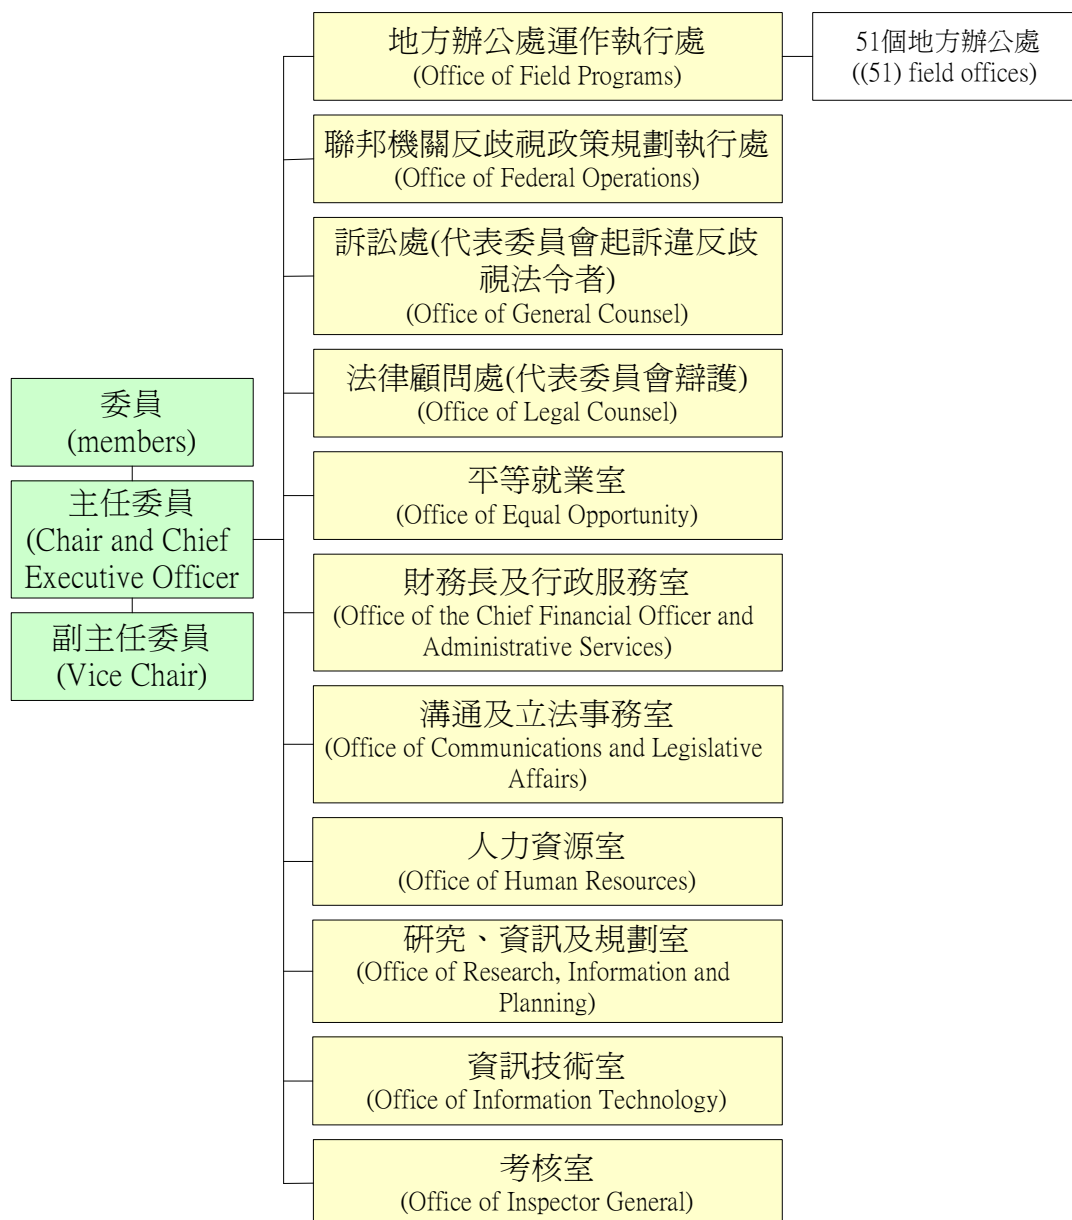 地方辦公處運作執行處
(Office of Field Programs)
51個地方辦公處
((51) field offices)
聯邦機關反歧視政策規劃執行處
(Office of Federal Operations)
訴訟處(代表委員會起訴違反歧
視法令者)
(Office of General Counsel)
法律顧問處(代表委員會辯護)
(Office of Legal Counsel)
委員
(members)
主任委員
(Chair and Chief
Executive Officer
副主任委員
(Vice Chair)
平等就業室
(Office of Equal Opportunity)
財務長及行政服務室
(Office of the Chief Financial Officer and
Administrative Services)
溝通及立法事務室
(Office of Communications and Legislative
Affairs)
人力資源室
(Office of Human Resources)
研究、資訊及規劃室
(Office of Research, Information and
Planning)
資訊技術室
(Office of Information Technology)
考核室
(Office of Inspector General)